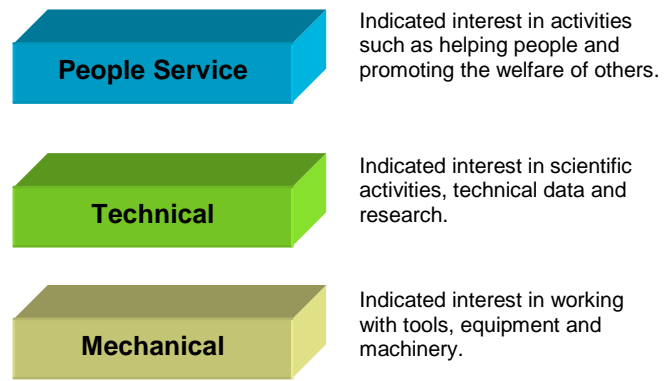 People Service
Indicated interest in activities
such as helping people and
promoting the welfare of others.
Technical
Indicated interest in scientific
activities, technical data and
research.
Mechanical
Indicated interest in working
with tools, equipment and
machinery.